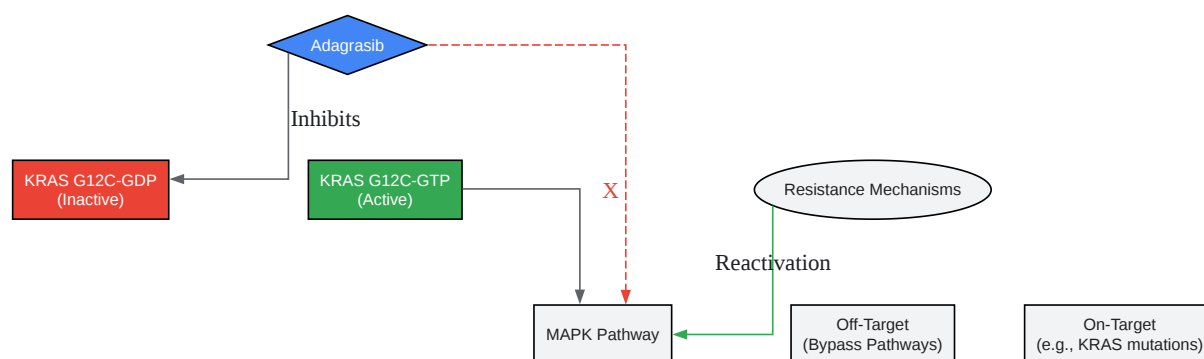 Adagrasib
Inhibits
KRAS G12C-GDP
(Inactive)
KRAS G12C-GTP
(Active)
X
Resistance Mechanisms
Reactivation
MAPK Pathway
Off-Target
(Bypass Pathways)
On-Target
(e.g., KRAS mutations)